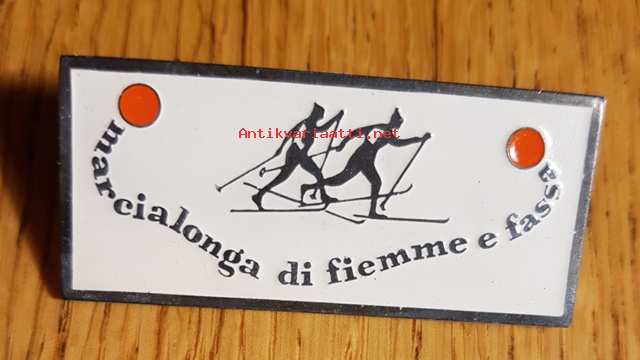 Antikvariaatti.net
marcialonga di fiemme e fassa